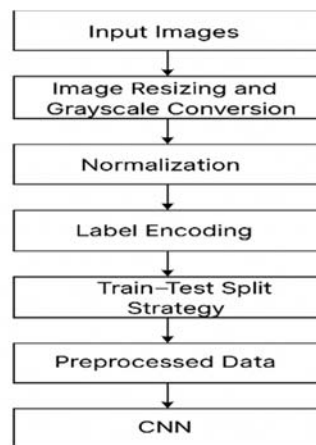 Input Images
Image Resizing and
Grayscale Conversion
Normalization
Label Encoding
Train–Test Split
Strategy
Preprocessed Data
CNN